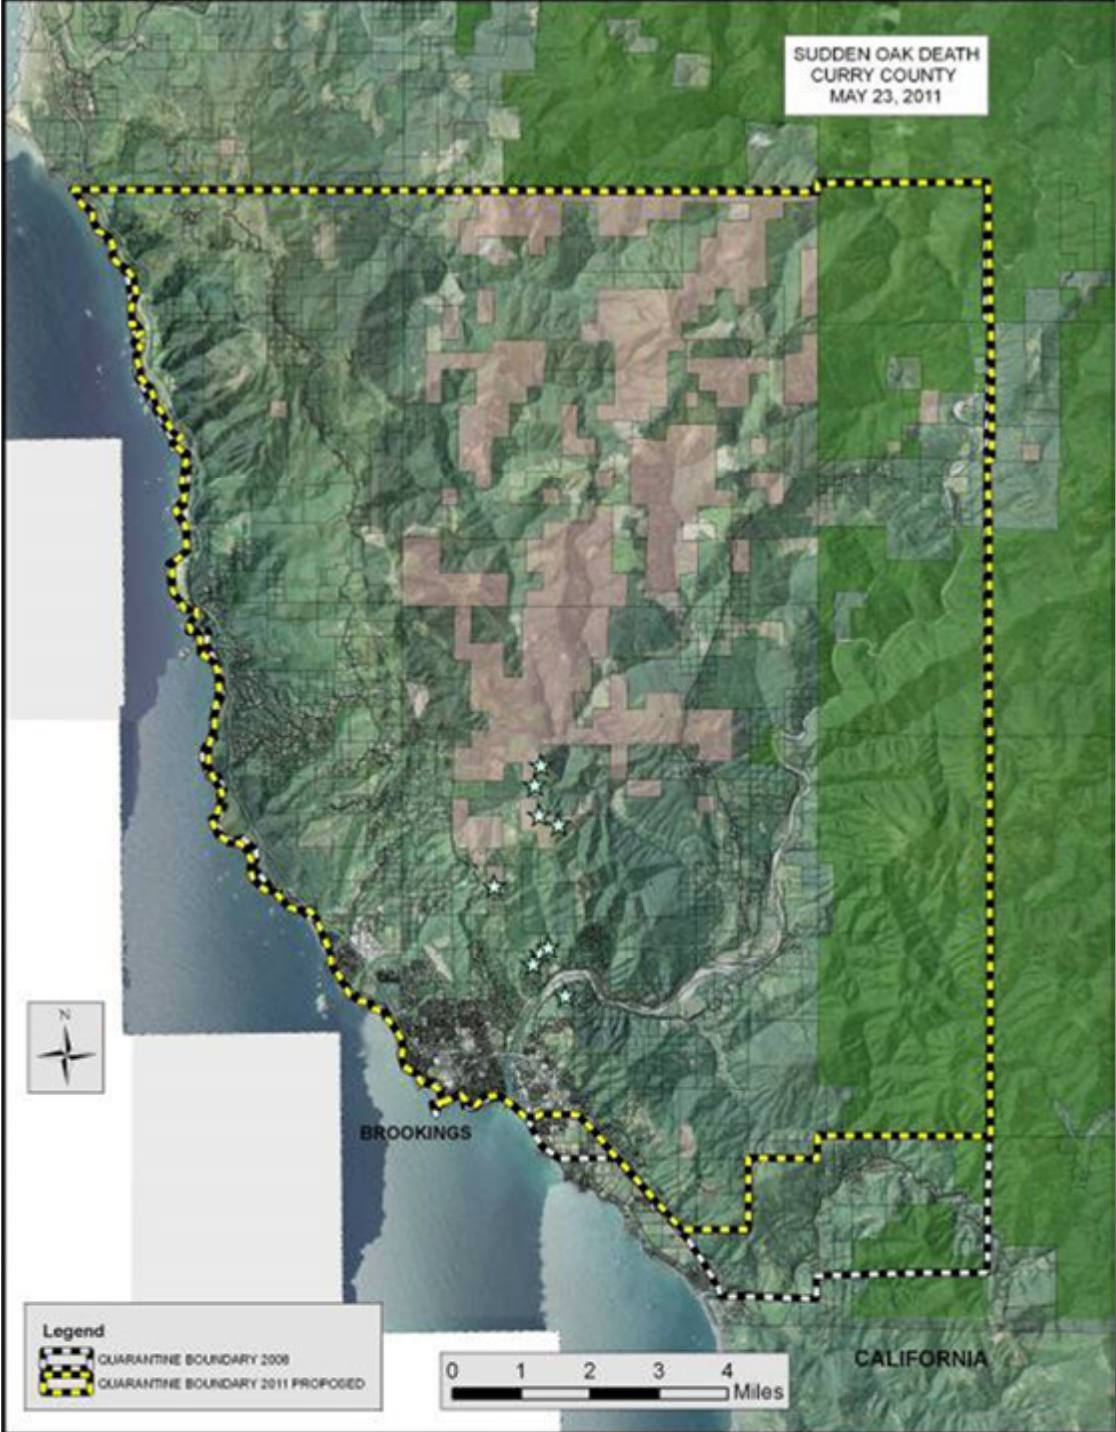 SUDDEN OAK DEATH
CURRY COUNTY
MAY 23, 2011
N
BROOKINGS
CALIFORNIA
Legend
QUARANTINE BOUNDARY 2008
QUARANTINE BOUNDARY 2011 PROPOSED
0 1 2 3 4
Miles